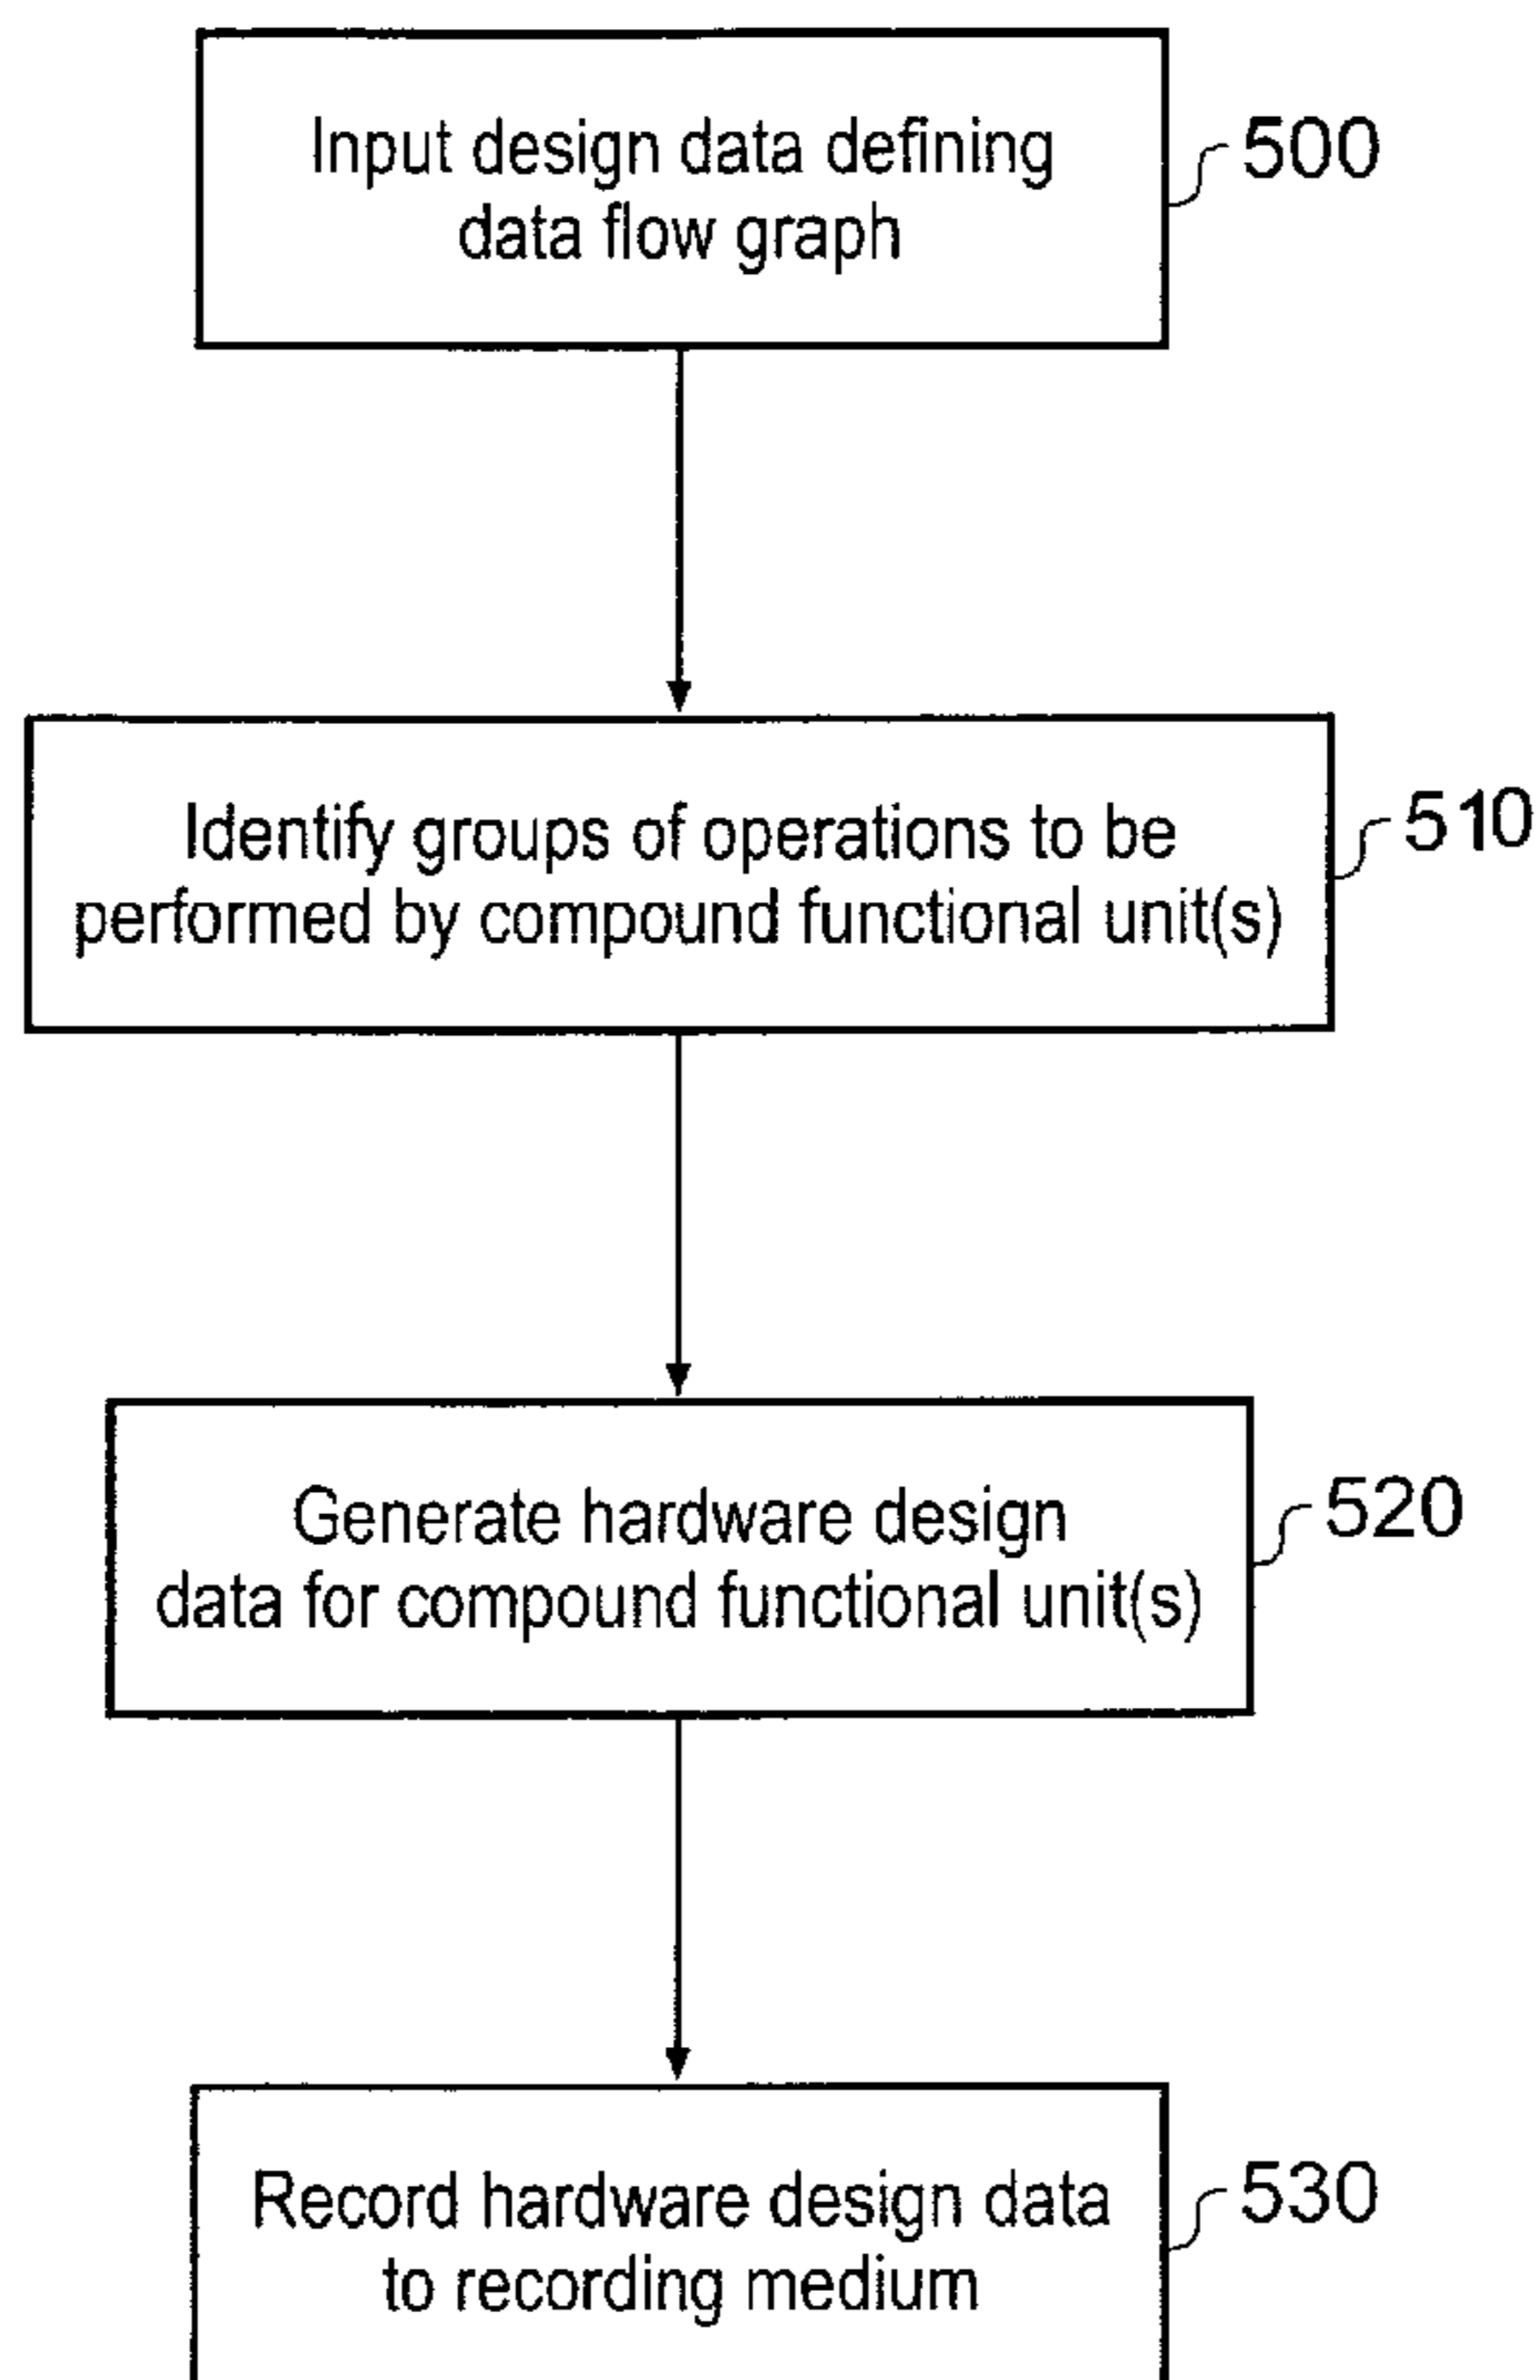 Input design data defining
data flow graph
500
Identify groups of operations to be
performed by compound functional unit(s)
510
Generate hardware design
data for compound functional unit(s)
520
Record hardware design data
to recording medium
530